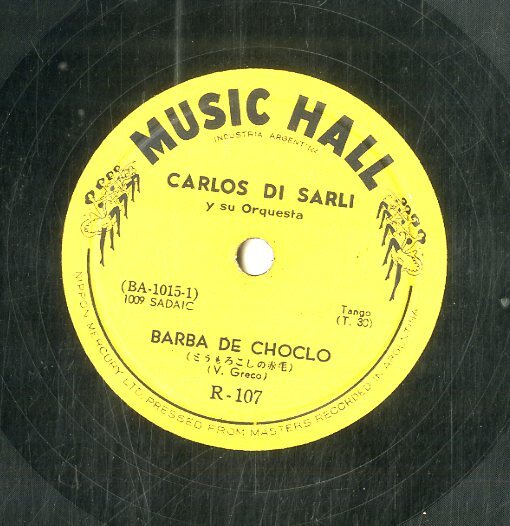 MUSIC HALL
INDUSTRIA ARGENTINA
CARLOS DI SARLI
y su Orquesta
(BA-1015-1)
1009 SADAIC
Tango
(T. 30)
BARBA DE CHOCLO
(とうもろこしの赤毛)
(V. Greco)
R-107
NIPPON MERCURY LTD. PRESSED FROM MASTERS RECORDED IN ARGENTINA